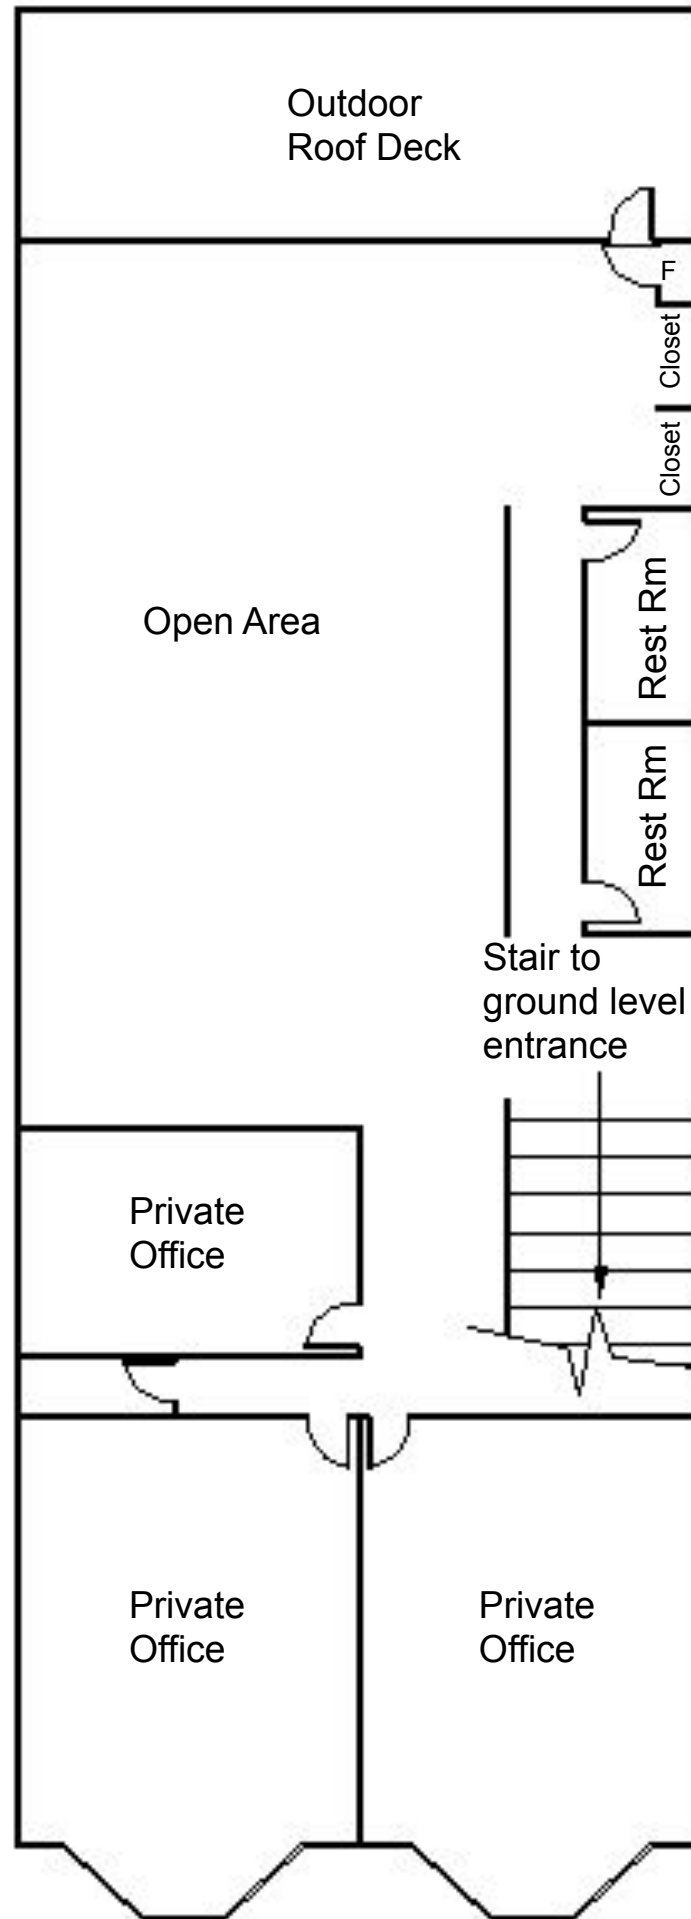 Outdoor
Roof Deck
F
Closet
Closet
Open Area
Rest Rm
Rest Rm
Stair to
ground level
entrance
Private
Office
Private
Office
Private
Office